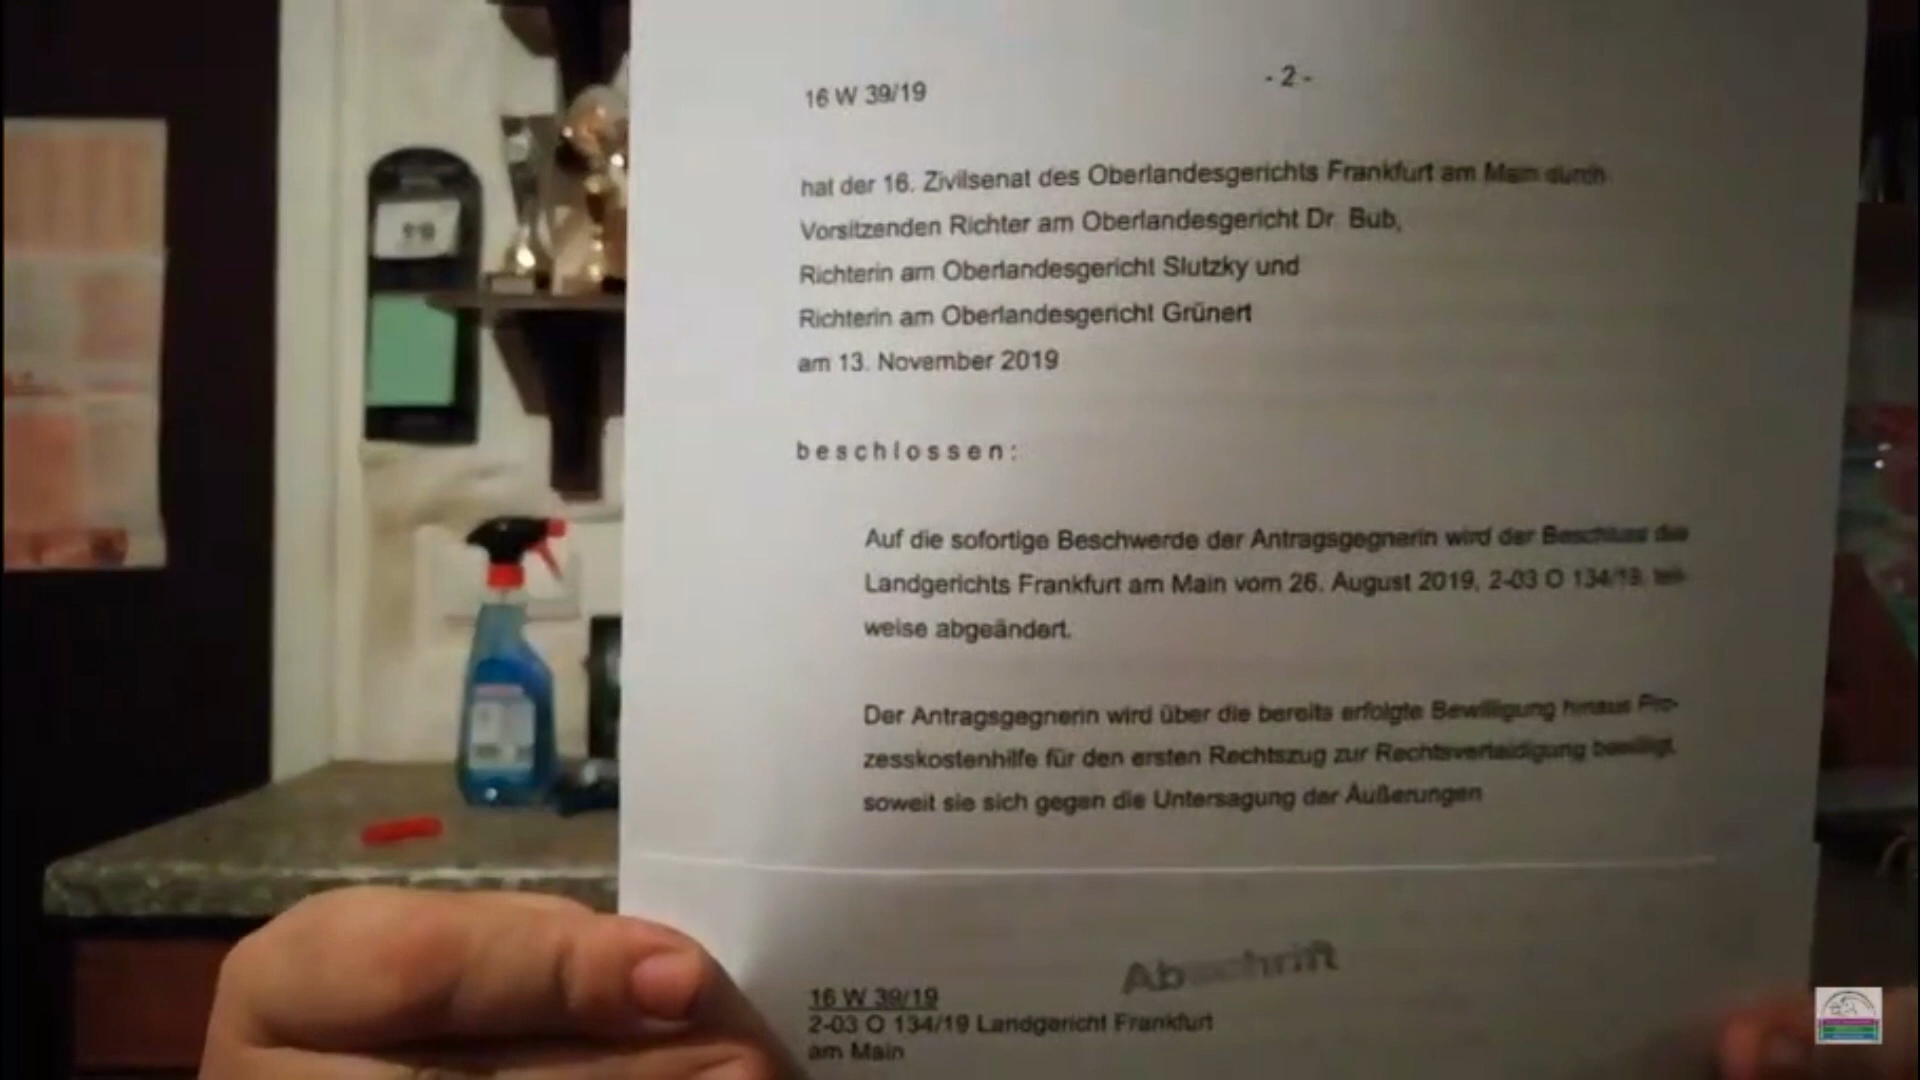 16 W 39/19
- 2 -
hat der 16. Zivilsenat des Oberlandesgerichts Frankfurt am Main durch
Vorsitzenden Richter am Oberlandesgericht Dr. Bub,
Richterin am Oberlandesgericht Slutzky und
Richterin am Oberlandesgericht Grünert
am 13. November 2019
beschlossen:
Auf die sofortige Beschwerde der Antragsgegnerin wird der Beschluss des
Landgerichts Frankfurt am Main vom 26. August 2019, 2-03 O 134/19, teil-
weise abgeändert.
Der Antragsgegnerin wird über die bereits erfolgte Bewilligung hinaus Pro-
zesskostenhilfe für den ersten Rechtszug zur Rechtsverteidigung bewilligt,
soweit sie sich gegen die Untersagung der Äußerungen
Abschrift
16 W 39/19
2-03 O 134/19 Landgericht Frankfurt
am Main